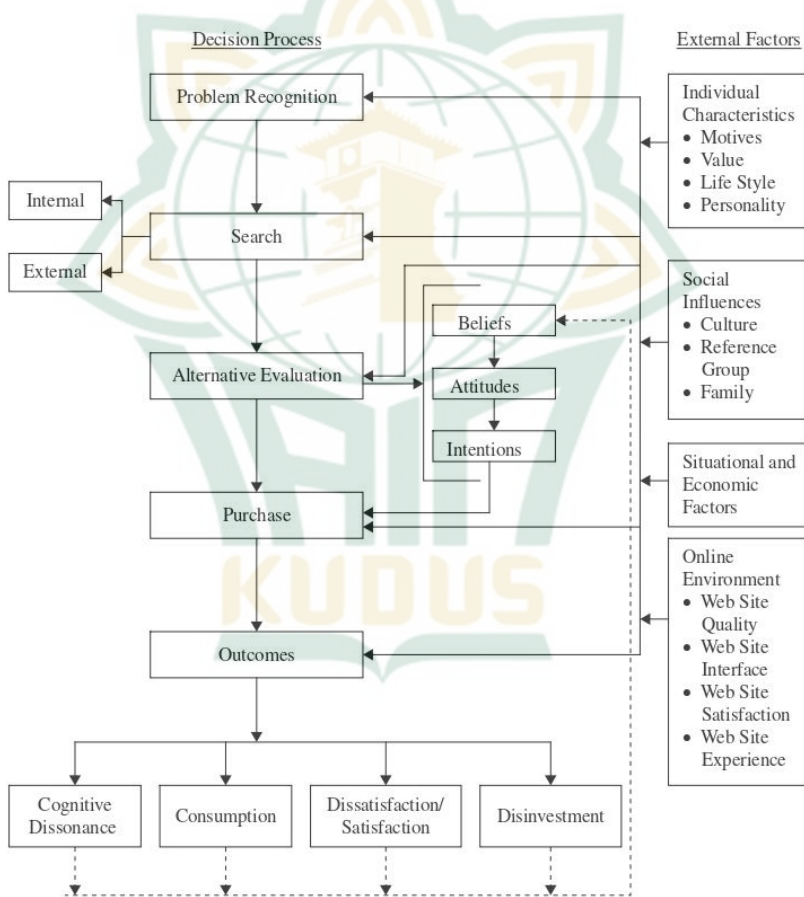 Decision Process
Problem Recognition
Internal
External
Search
Alternative Evaluation
Beliefs
Attitudes
Intentions
Purchase
Outcomes
Cognitive
Dissonance
Consumption
Dissatisfaction/
Satisfaction
Disinvestment
External Factors
Individual
Characteristics
• Motives
• Value
• Life Style
• Personality
Social
Influences
• Culture
• Reference
Group
• Family
Situational and
Economic
Factors
Online
Environment
• Web Site
Quality
• Web Site
Interface
• Web Site
Satisfaction
• Web Site
Experience
IAIN
KUDUS